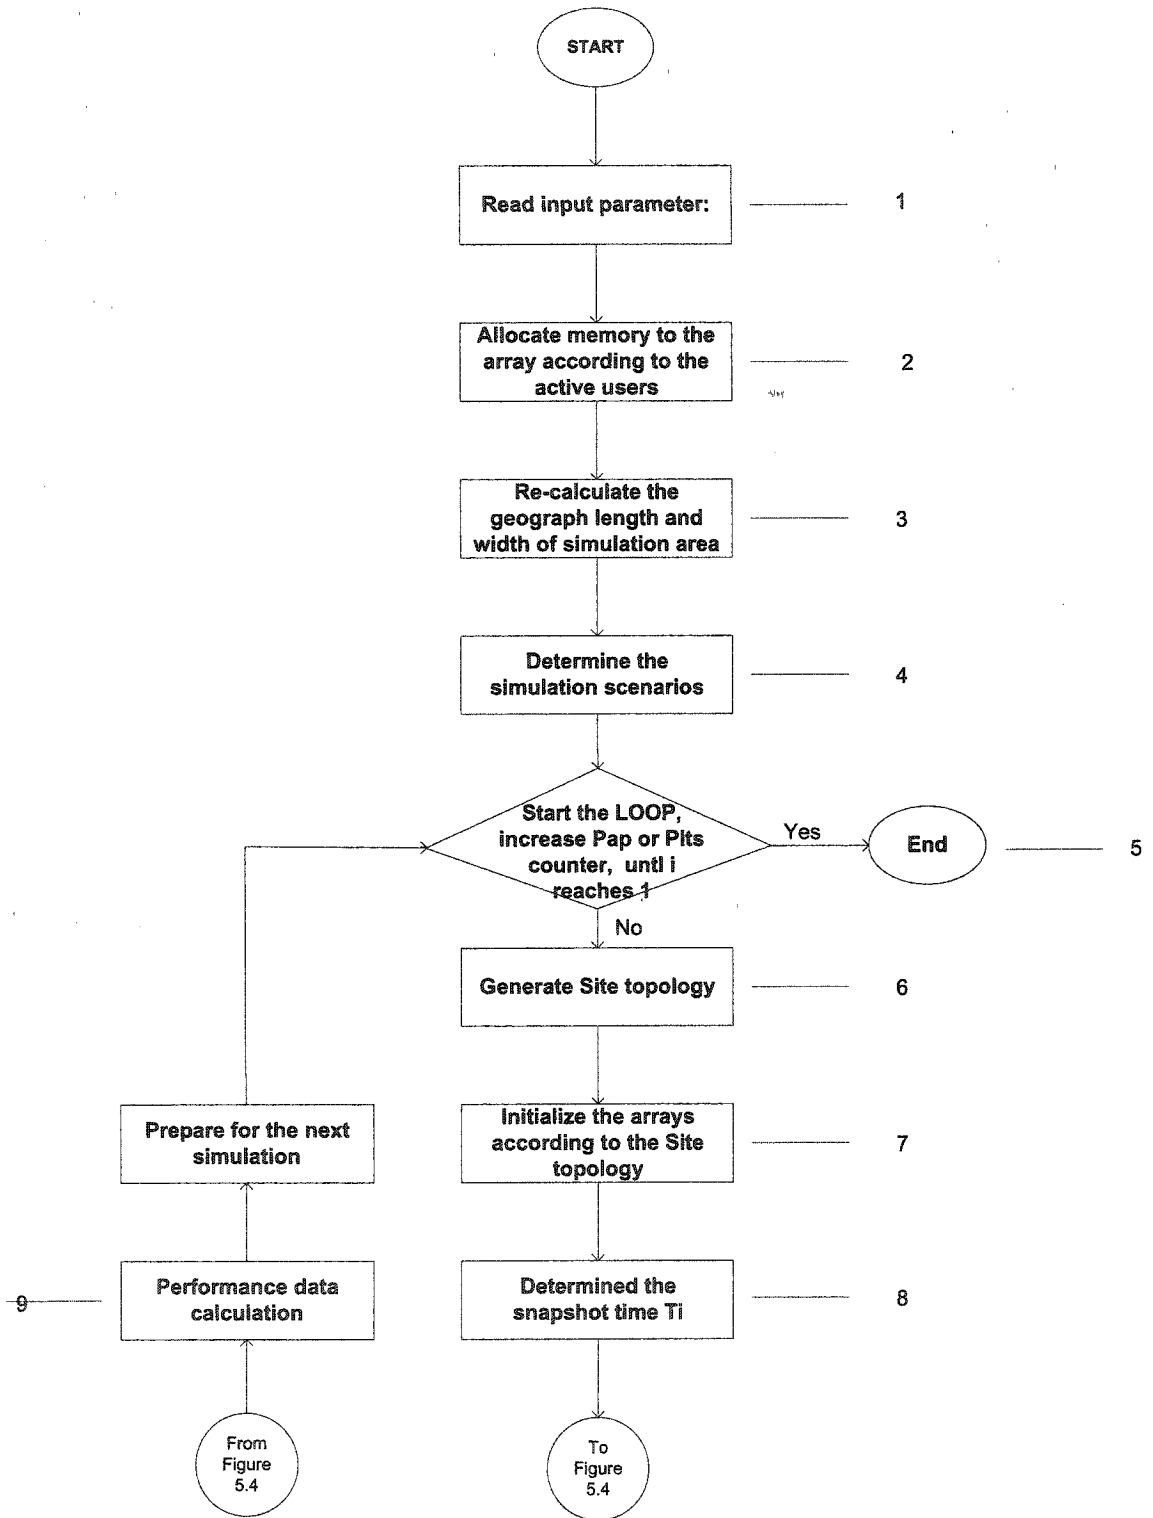 START
Read input parameter:
1
Allocate memory to the
array according to the
active users
2
Re-calculate the
geograph length and
width of simulation area
3
Determine the
simulation scenarios
4
Start the LOOP,
increase Pap or Plts
counter, untl i
reaches 1
Yes
End
5
No
Generate Site topology
6
Initialize the arrays
according to the Site
topology
7
Prepare for the next
simulation
Determined the
snapshot time Ti
8
Performance data
calculation
9
From
Figure
5.4
To
Figure
5.4